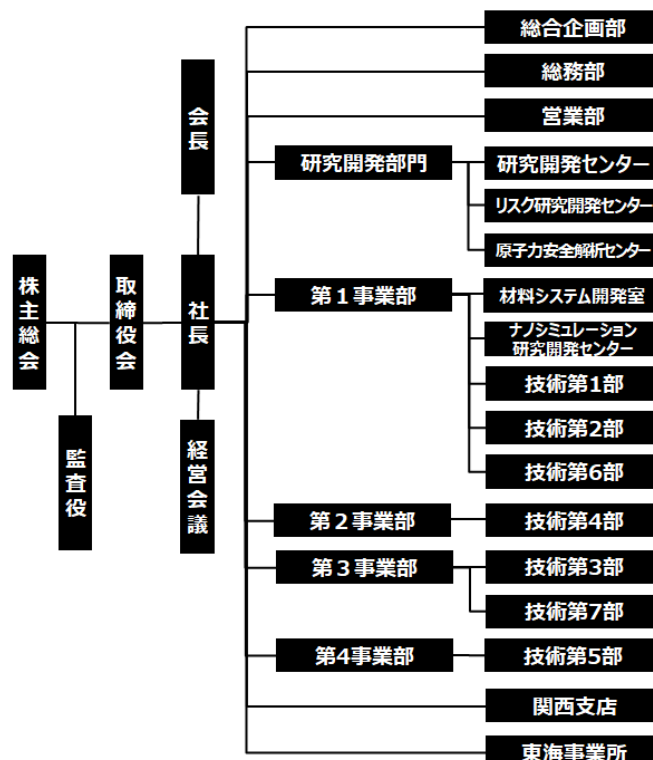 株主総会
監査役
取締役会
会長
社長
経営会議
総合企画部
総務部
営業部
研究開発部門
研究開発センター
リスク研究開発センター
原子力安全解析センター
第１事業部
材料システム開発室
ナノシミュレーション
研究開発センター
技術第1部
技術第2部
技術第6部
第２事業部
技術第4部
第３事業部
技術第3部
技術第7部
第4事業部
技術第5部
関西支店
東海事業所